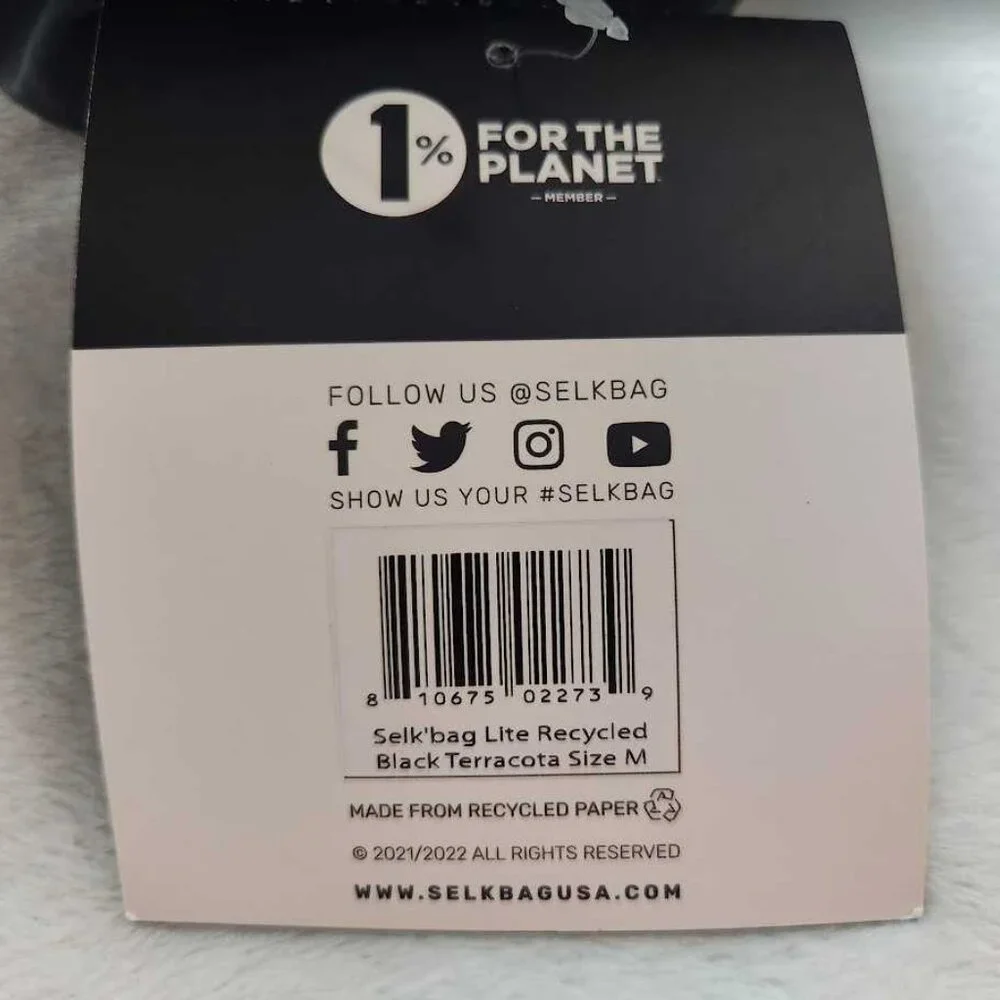 1%
FOR THE
PLANET
— MEMBER —
FOLLOW US @SELKBAG
SHOW US YOUR #SELKBAG
8 10675 02273 9
Selk'bag Lite Recycled
Black Terracota Size M
MADE FROM RECYCLED PAPER
© 2021/2022 ALL RIGHTS RESERVED
WWW.SELKBAGUSA.COM